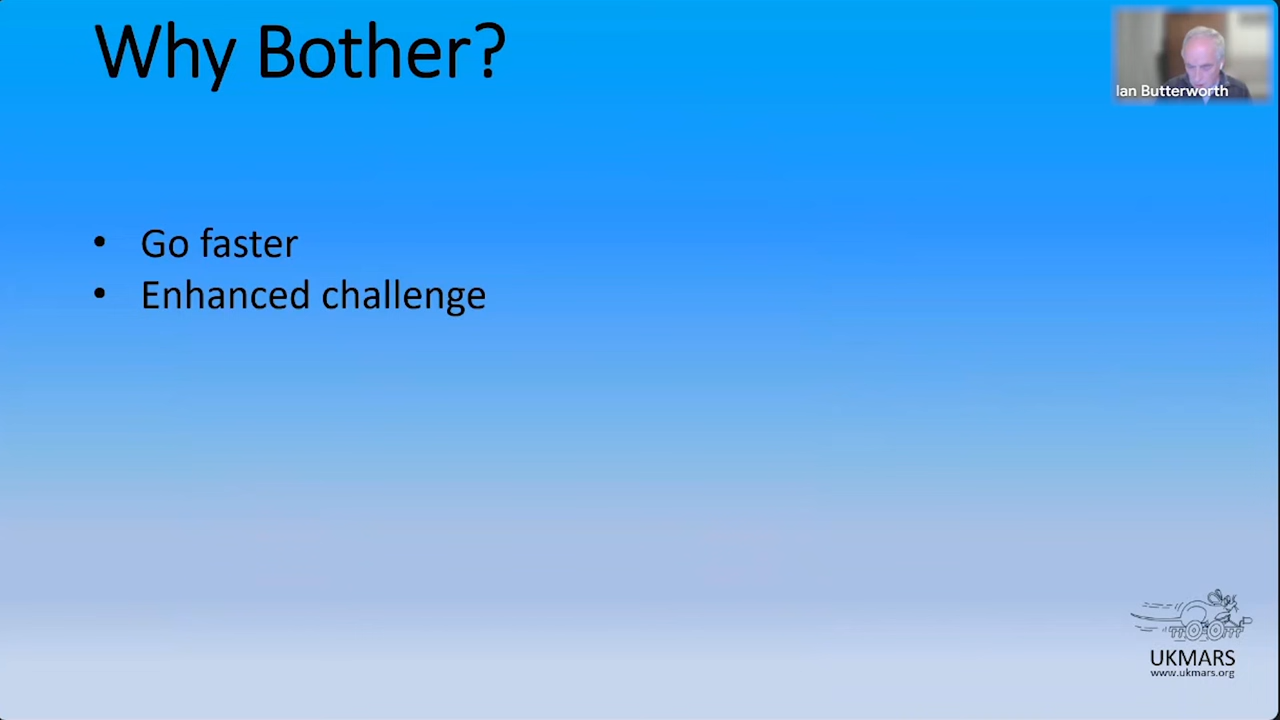 Why Bother?
Ian Butterworth
• Go faster
• Enhanced challenge
UKMARS
www.ukmars.org